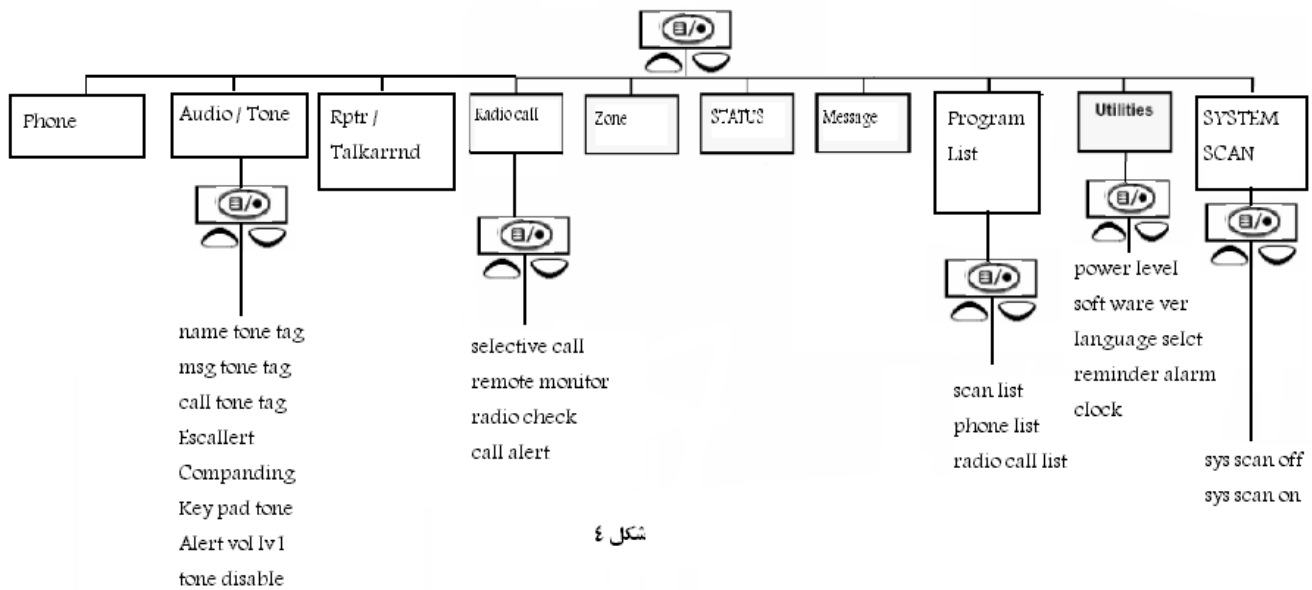 Phone
Audio / Tone
Rptr /
Talkarrnd
Radio call
Zone
STATUS
Message
Program
List
Utilities
SYSTEM
SCAN
name tone tag
msg tone tag
call tone tag
Escallert
Companding
Key pad tone
Alert vol lv1
tone disable
selective call
remote monitor
radio check
call alert
scan list
phone list
radio call list
power level
soft ware ver
language selct
reminder alarm
clock
sys scan off
sys scan on
شكل ٤